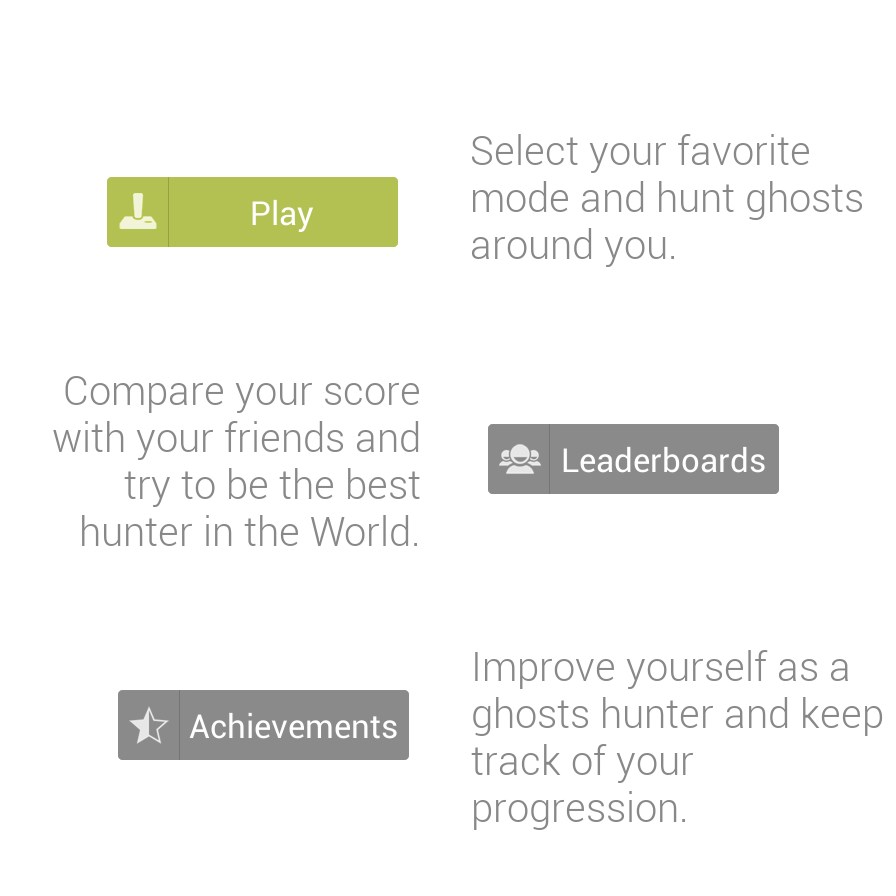 Play
Select your favorite
mode and hunt ghosts
around you.
Compare your score
with your friends and
try to be the best
hunter in the World.
Leaderboards
Achievements
Improve yourself as a
ghosts hunter and keep
track of your
progression.